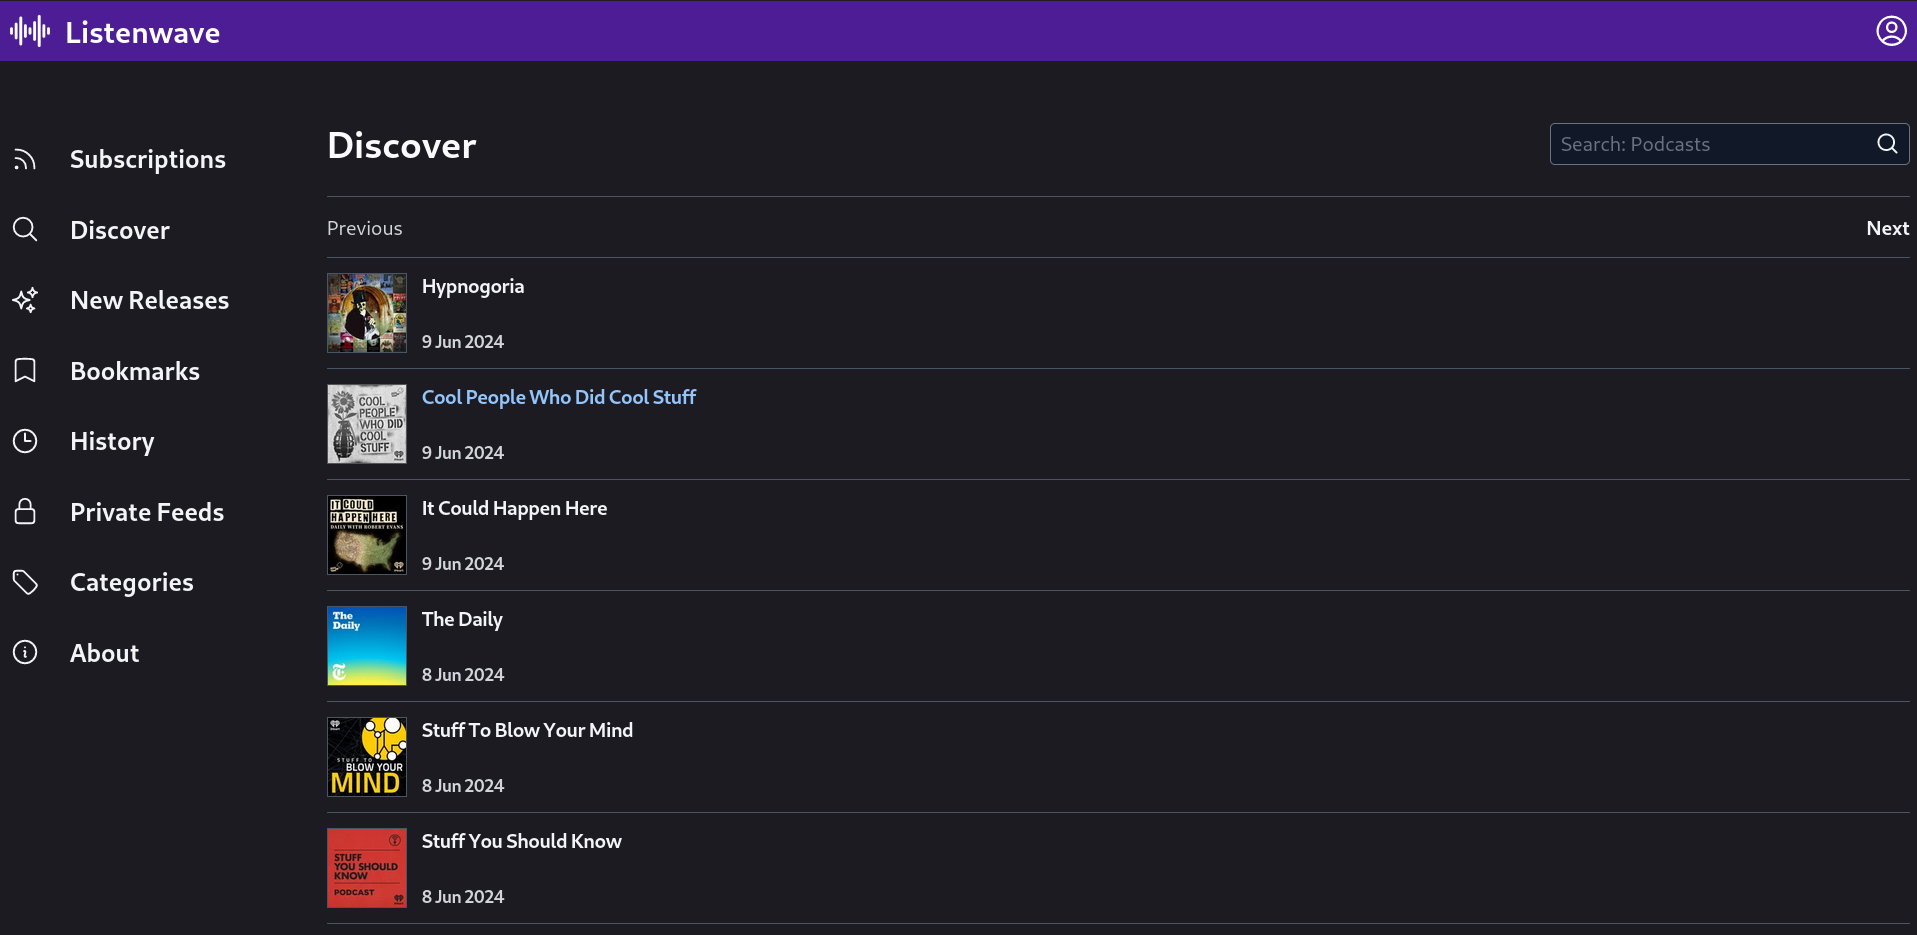 Listenwave
Subscriptions
Discover
New Releases
Bookmarks
History
Private Feeds
Categories
About
Discover
Search: Podcasts
Previous
Next
Hypnogoria
9 Jun 2024
COOL
PEOPLE
WHO DID
COOL
STUFF
Cool People Who Did Cool Stuff
9 Jun 2024
IT COULD
HAPPEN HERE
DAILY WITH ROBERT EVANS
It Could Happen Here
9 Jun 2024
The
Daily
The Daily
8 Jun 2024
STUFF TO
BLOW YOUR
MIND
Stuff To Blow Your Mind
8 Jun 2024
STUFF
YOU SHOULD
KNOW
PODCAST
Stuff You Should Know
8 Jun 2024